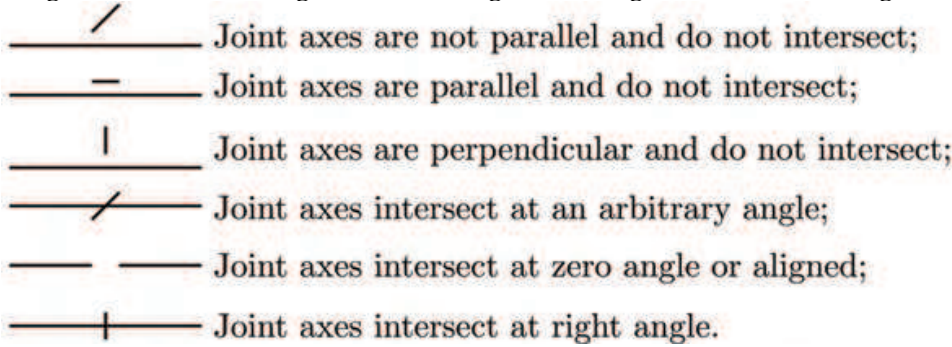 Joint axes are not parallel and do not intersect;
Joint axes are parallel and do not intersect;
Joint axes are perpendicular and do not intersect;
Joint axes intersect at an arbitrary angle;
Joint axes intersect at zero angle or aligned;
Joint axes intersect at right angle.